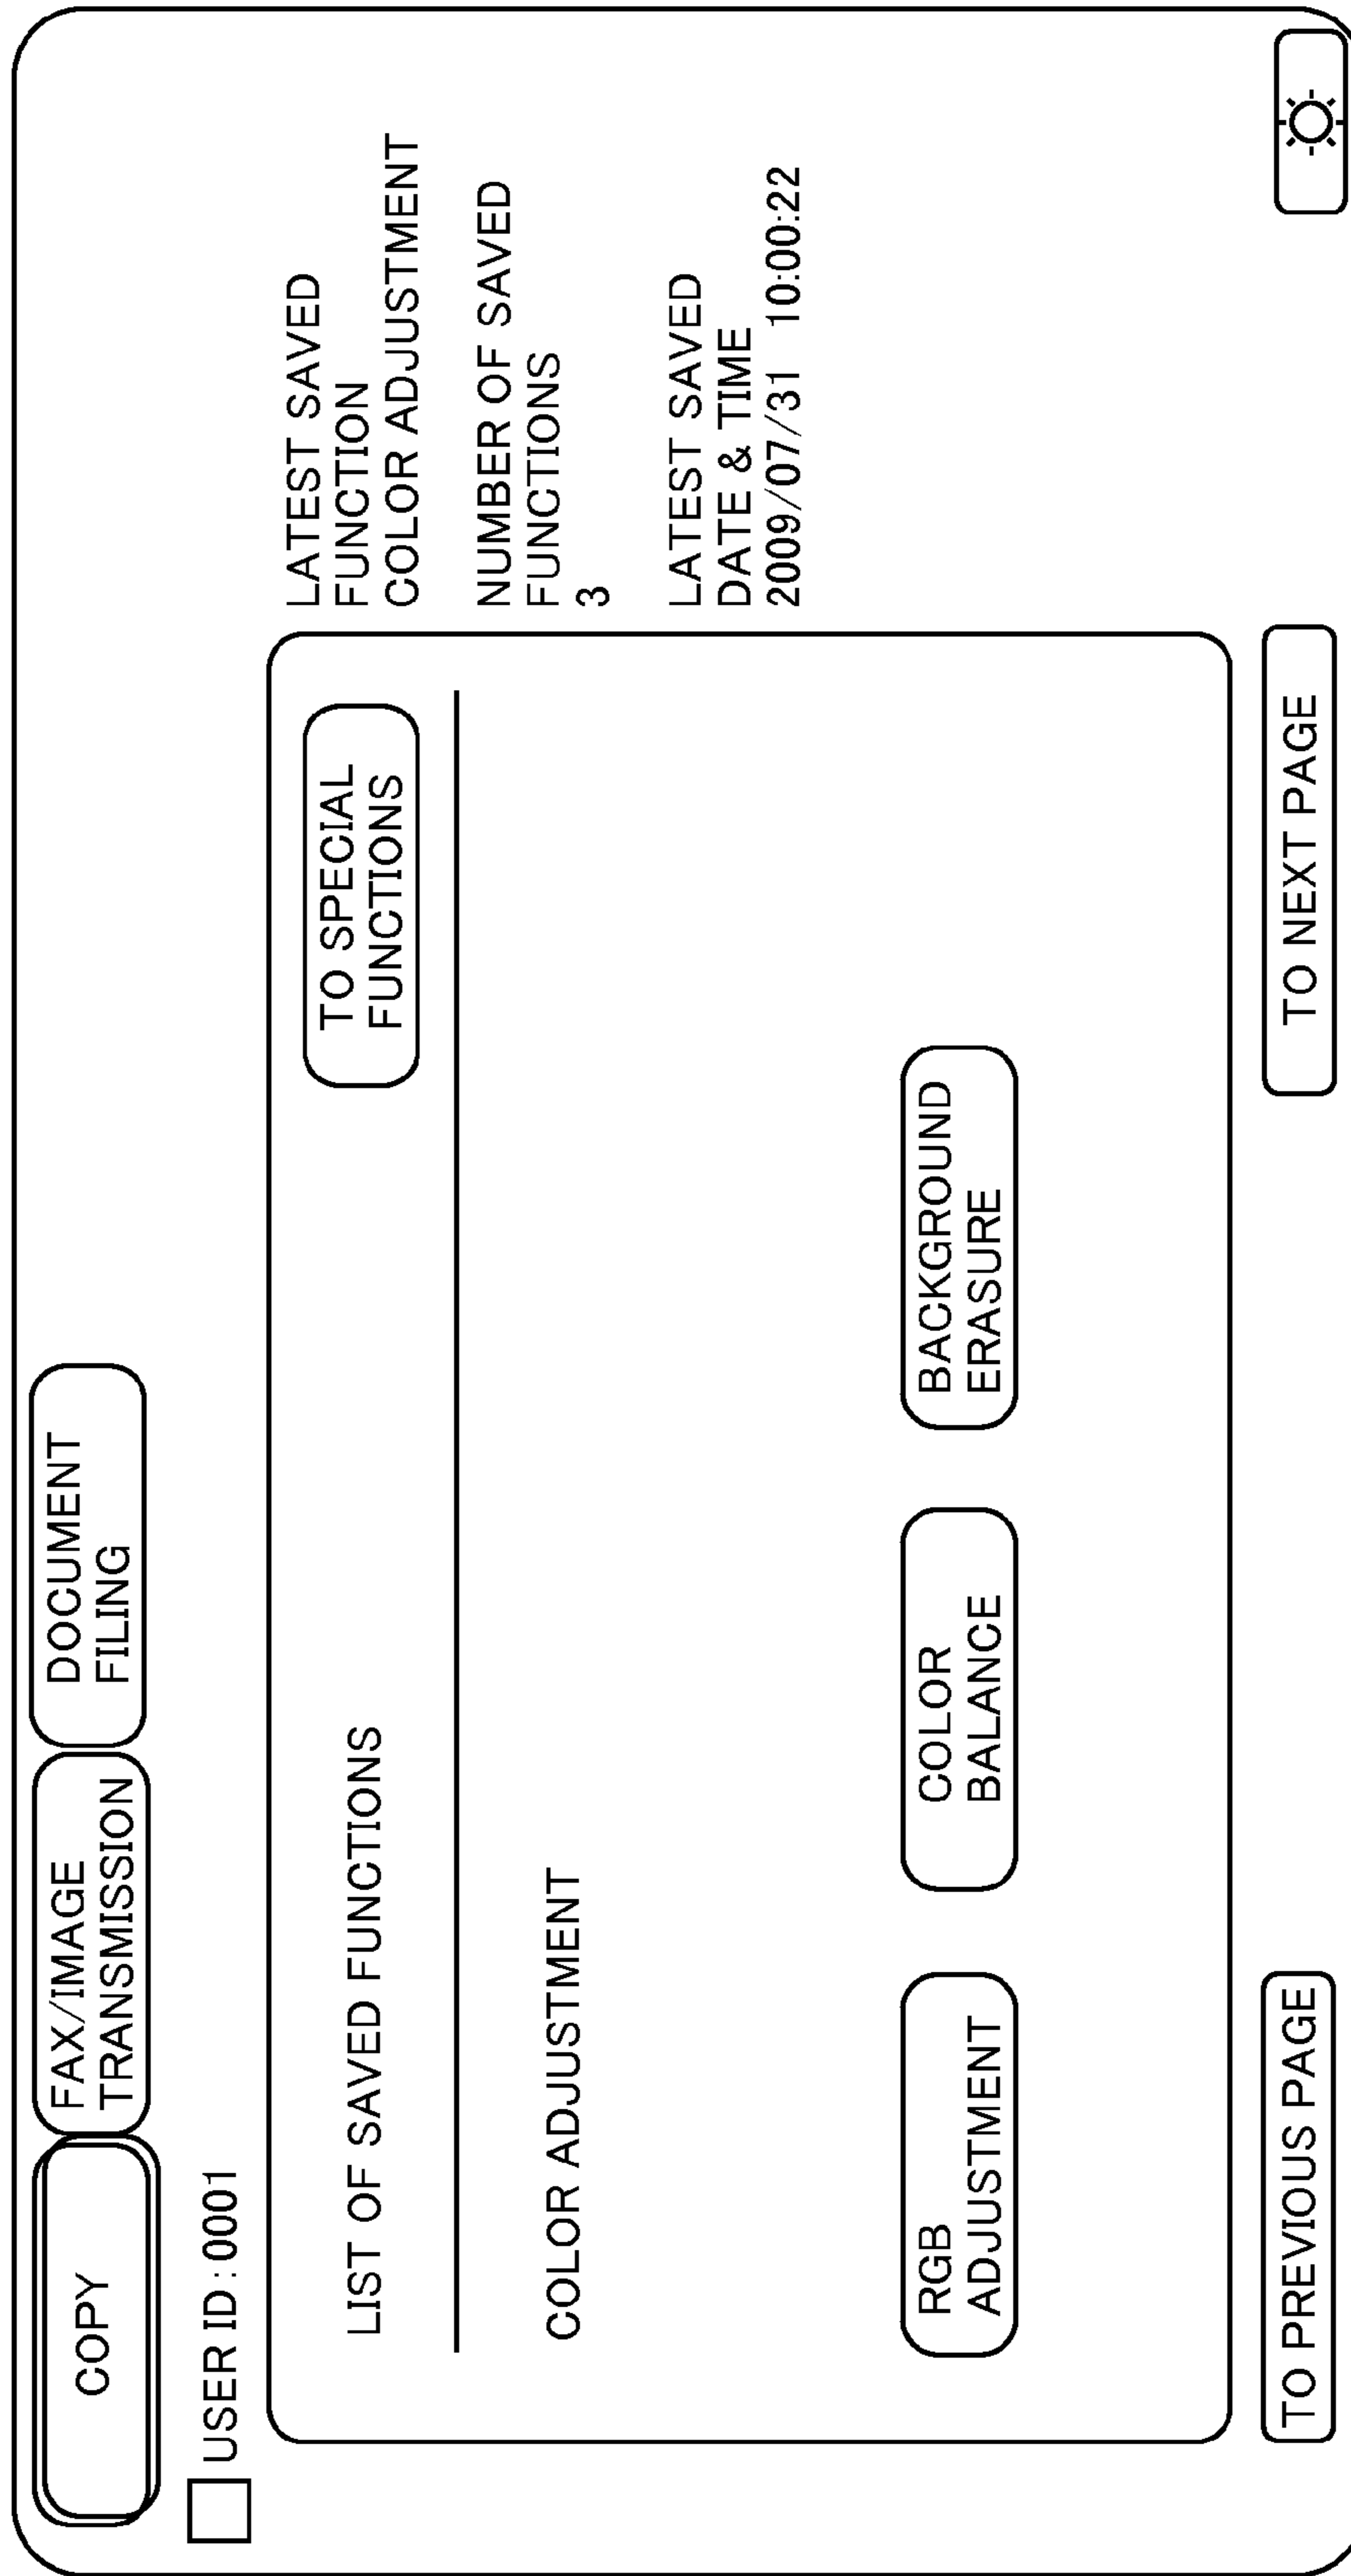 COPY
FAX/IMAGE
TRANSMISSION
DOCUMENT
FILING
USER ID:0001
LIST OF SAVED FUNCTIONS
TO SPECIAL
FUNCTIONS
COLOR ADJUSTMENT
RGB
ADJUSTMENT
COLOR
BALANCE
BACKGROUND
ERASURE
LATEST SAVED
FUNCTION
COLOR ADJUSTMENT
NUMBER OF SAVED
FUNCTIONS
3
LATEST SAVED
DATE & TIME
2009/07/31 10:00:22
TO PREVIOUS PAGE
TO NEXT PAGE